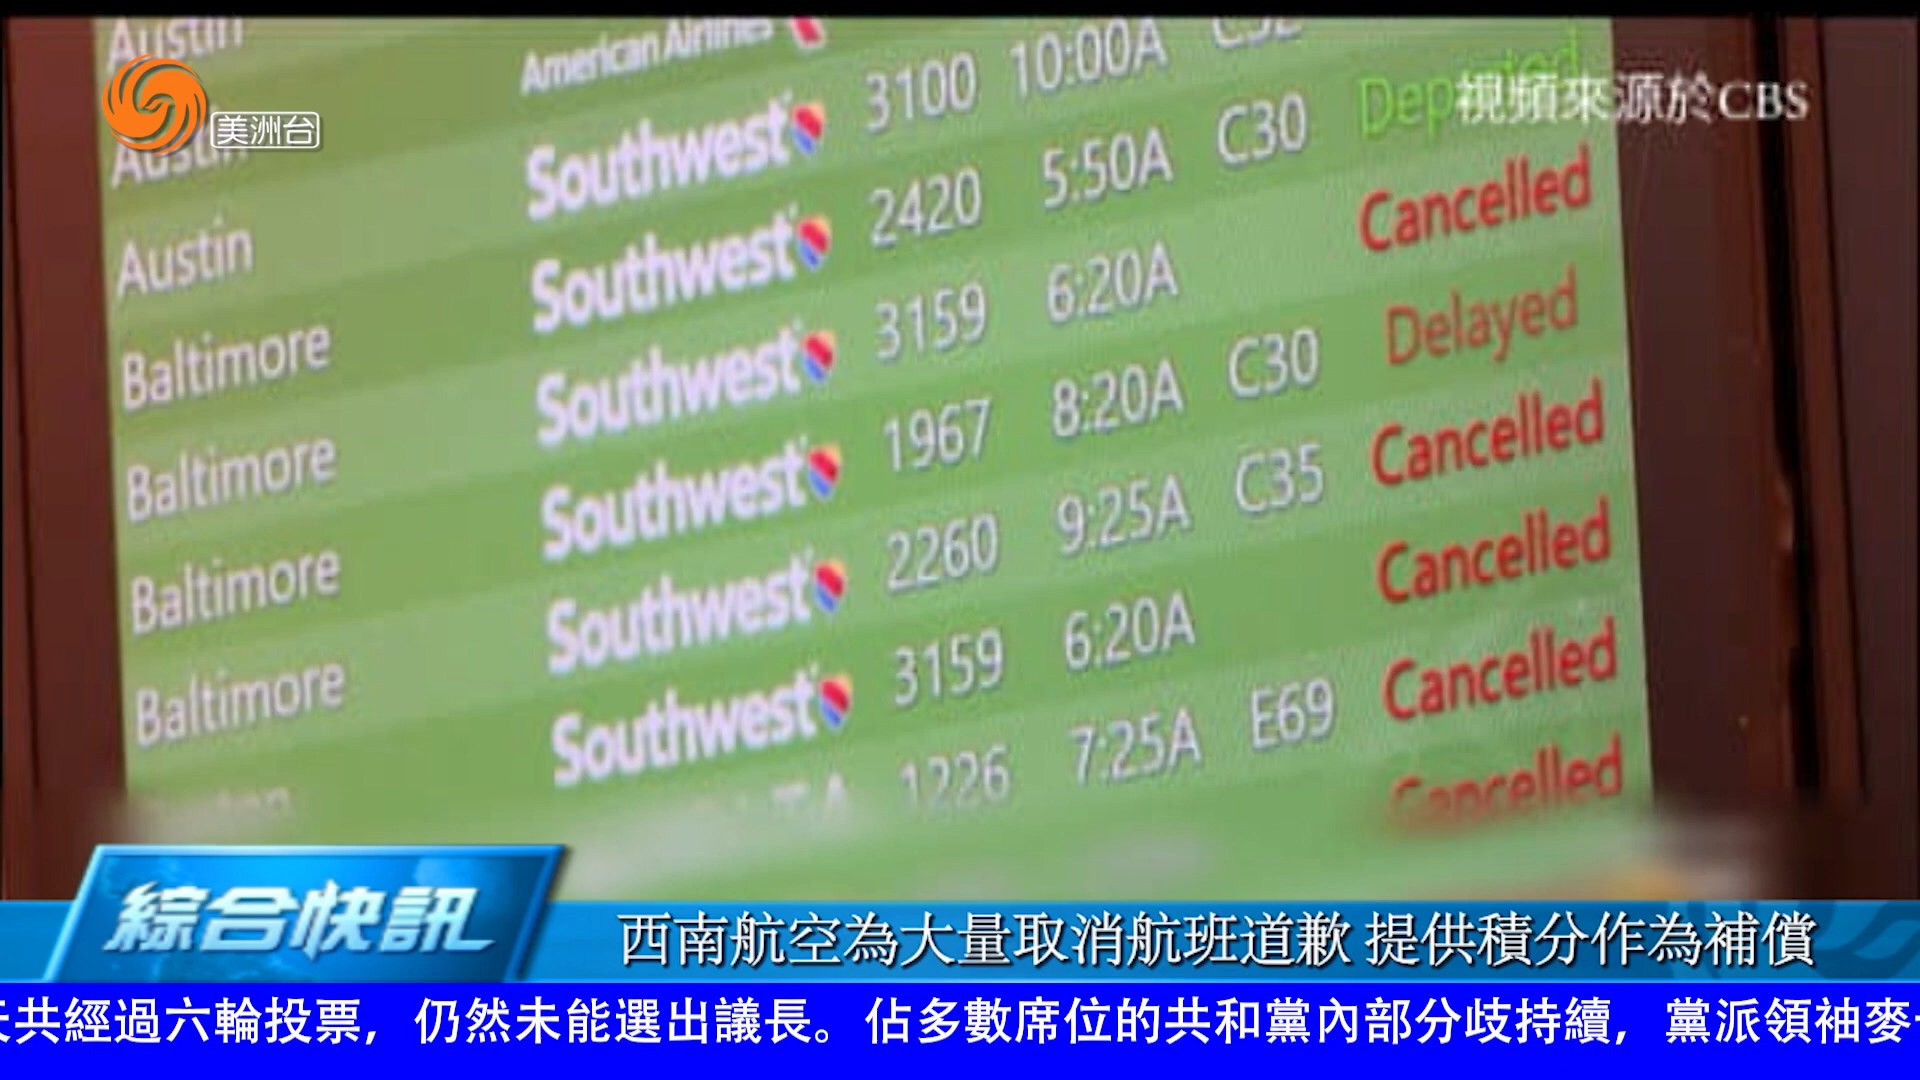 Austin
Austin American Airlines
美洲台
視頻來源於CBS
Austin Southwest 3100 10:00A C32
Baltimore Southwest 2420 5:50A C30 Departed
Baltimore Southwest 3159 6:20A Cancelled
Baltimore Southwest 1967 8:20A C30 Delayed
Baltimore Southwest 2260 9:25A C35 Cancelled
Southwest 3159 6:20A Cancelled
1226 7:25A E69 Cancelled
Cancelled
綜合快訊
西南航空為大量取消航班道歉 提供積分作為補償
天共經過六輪投票，仍然未能選出議長。佔多數席位的共和黨內部分歧持續，黨派領袖麥卡